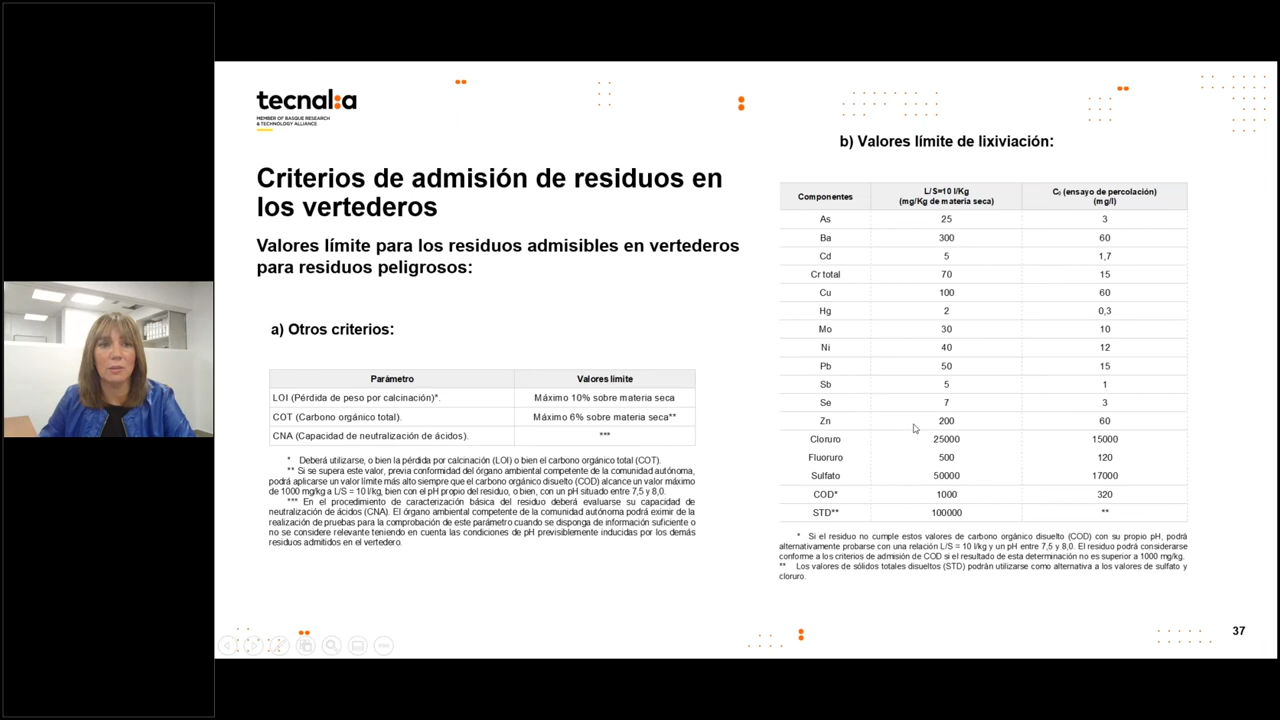 tecnal:a
MEMBER OF BASQUE RESEARCH
& TECHNOLOGY ALLIANCE
Criterios de admisión de residuos en
los vertederos
Valores límite para los residuos admisibles en vertederos
para residuos peligrosos:
a) Otros criterios:
Parámetro Valores límite
LOI (Pérdida de peso por calcinación)*. Máximo 10% sobre materia seca
COT (Carbono orgánico total). Máximo 6% sobre materia seca**
CNA (Capacidad de neutralización de ácidos). ***
* Deberá utilizarse, o bien la pérdida por calcinación (LOI) o bien el carbono orgánico total (COT).
** Si se supera este valor, previa conformidad del órgano ambiental competente de la comunidad autónoma,
podrá aplicarse un valor límite más alto siempre que el carbono orgánico disuelto (COD) alcance un valor máximo
de 1000 mg/kg a L/S = 10 l/kg, bien con el pH propio del residuo, o bien, con un pH situado entre 7,5 y 8,0.
*** En el procedimiento de caracterización básica del residuo deberá evaluarse su capacidad de
neutralización de ácidos (CNA). El órgano ambiental competente de la comunidad autónoma podrá eximir de la
realización de pruebas para la comprobación de este parámetro cuando se disponga de información suficiente o
no se considere relevante teniendo en cuenta las condiciones de pH previsiblemente inducidas por los demás
residuos admitidos en el vertedero.
b) Valores límite de lixiviación:
Componentes L/S=10 l/Kg (mg/Kg de materia seca) C₀ (ensayo de percolación) (mg/l)
As 25 3
Ba 300 60
Cd 5 1,7
Cr total 70 15
Cu 100 60
Hg 2 0,3
Mo 30 10
Ni 40 12
Pb 50 15
Sb 5 1
Se 7 3
Zn 200 60
Cloruro 25000 15000
Fluoruro 500 120
Sulfato 50000 17000
COD* 1000 320
STD** 100000 **
* Si el residuo no cumple estos valores de carbono orgánico disuelto (COD) con su propio pH, podrá
alternativamente probarse con una relación L/S = 10 l/kg y un pH entre 7,5 y 8,0. El residuo podrá considerarse
conforme a los criterios de admisión de COD si el resultado de esta determinación no es superior a 1000 mg/kg.
** Los valores de sólidos totales disueltos (STD) podrán utilizarse como alternativa a los valores de sulfato y
cloruro.
37